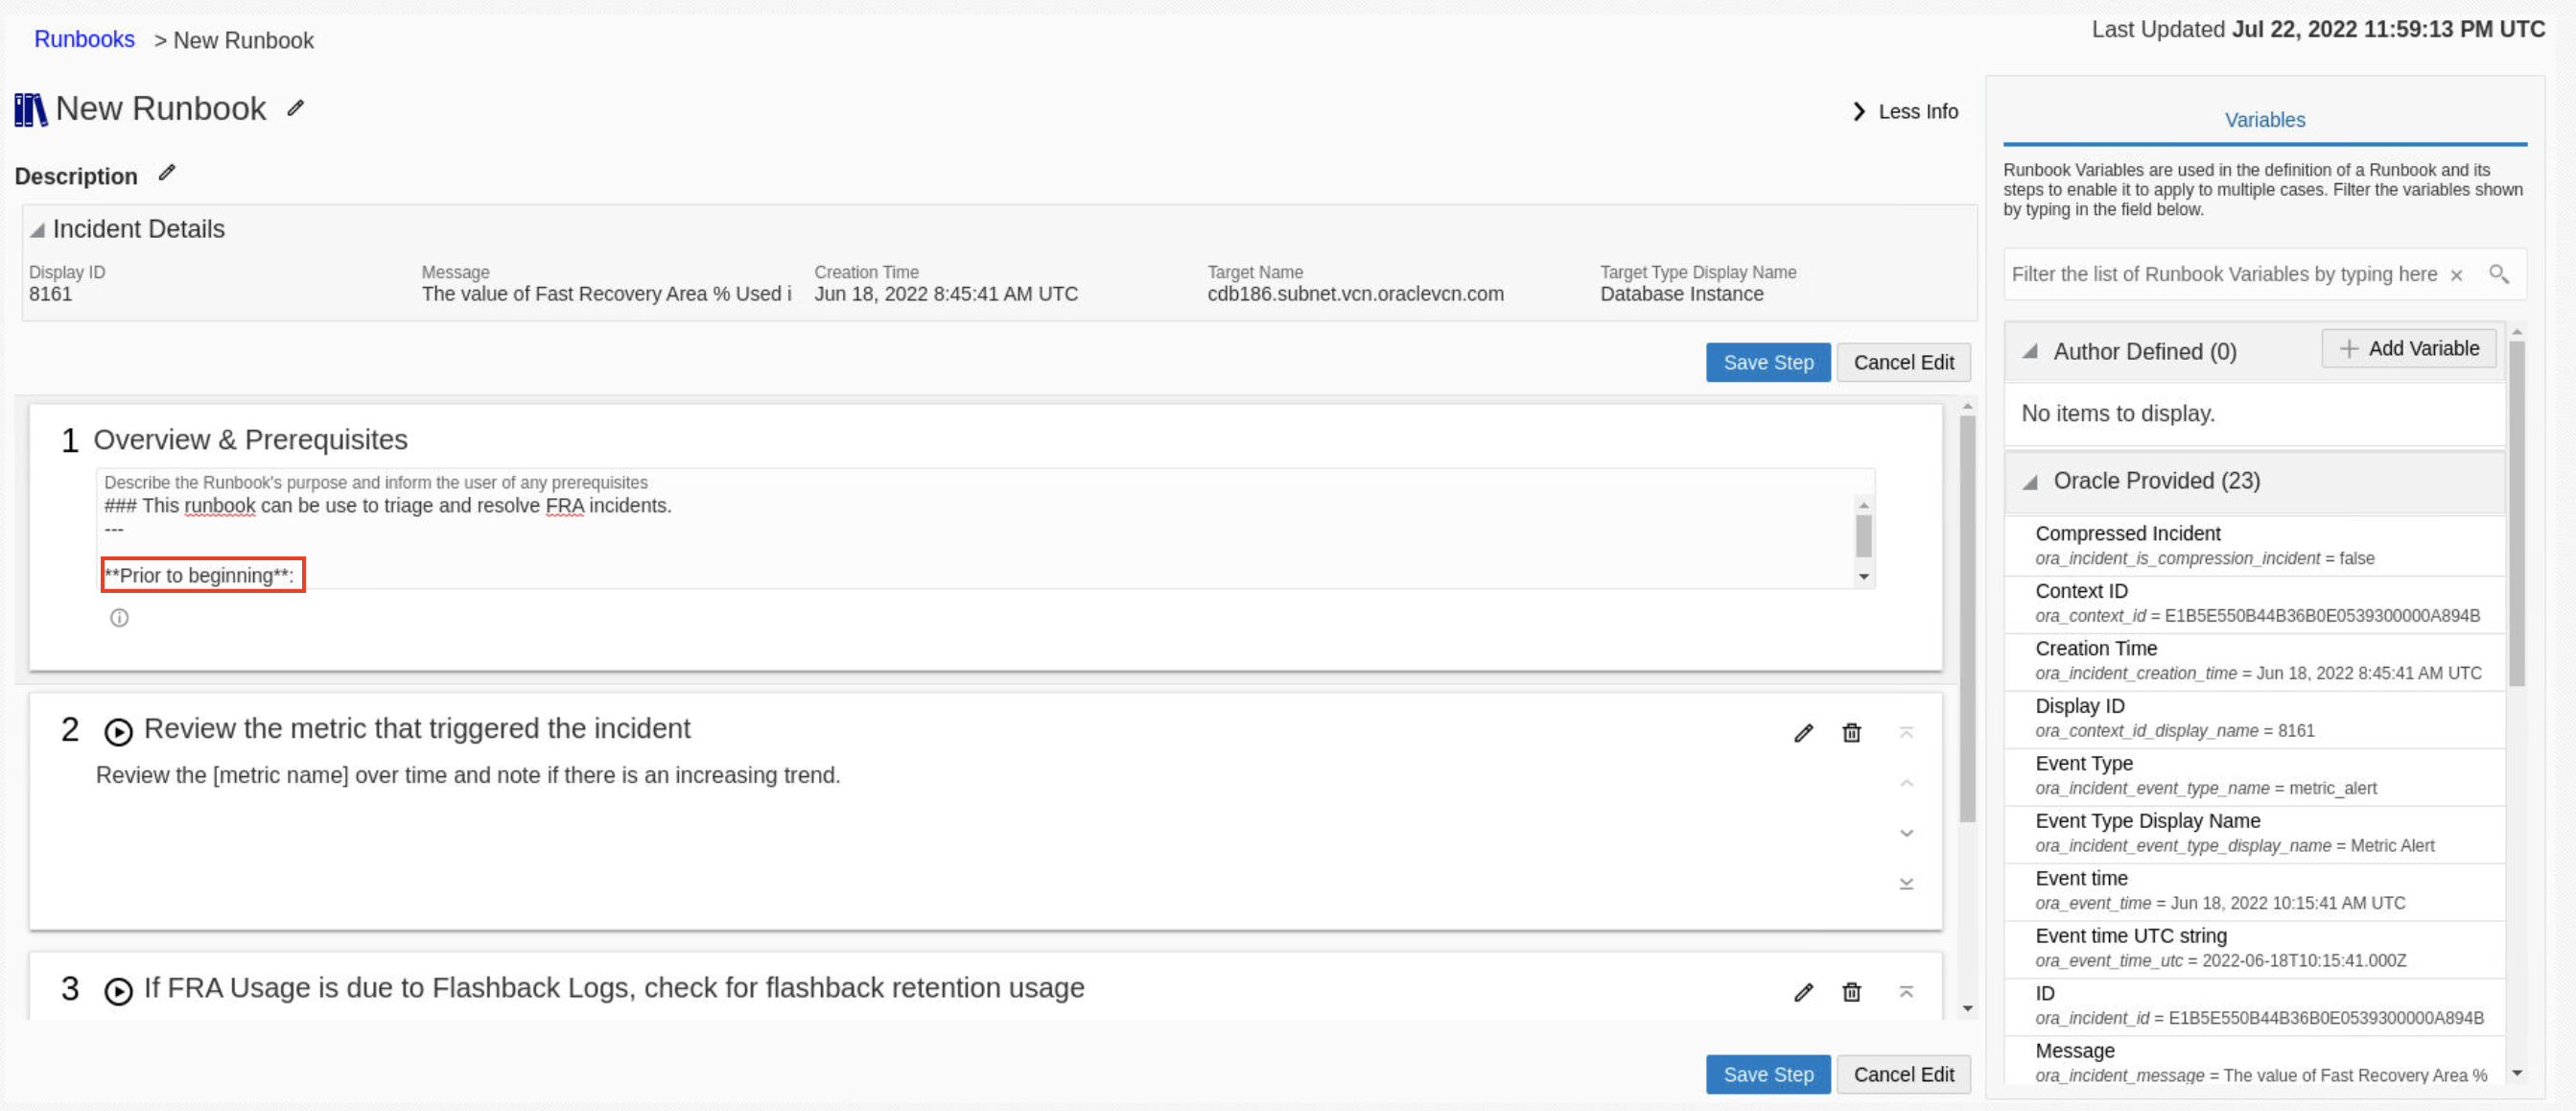 Runbooks > New Runbook
Last Updated Jul 22, 2022 11:59:13 PM UTC
New Runbook
Less Info
Description
Incident Details
Display ID
8161
Message
The value of Fast Recovery Area % Used i
Creation Time
Jun 18, 2022 8:45:41 AM UTC
Target Name
cdb186.subnet.vcn.oraclevcn.com
Target Type Display Name
Database Instance
Save Step Cancel Edit
1 Overview & Prerequisites
Describe the Runbook's purpose and inform the user of any prerequisites
### This runbook can be use to triage and resolve FRA incidents.
---
**Prior to beginning**:
2 Review the metric that triggered the incident
Review the [metric name] over time and note if there is an increasing trend.
3 If FRA Usage is due to Flashback Logs, check for flashback retention usage
Save Step Cancel Edit
Variables
Runbook Variables are used in the definition of a Runbook and its
steps to enable it to apply to multiple cases. Filter the variables shown
by typing in the field below.
Filter the list of Runbook Variables by typing here
Author Defined (0)
Add Variable
No items to display.
Oracle Provided (23)
Compressed Incident
ora_incident_is_compression_incident = false
Context ID
ora_context_id = E1B5E550B44B36B0E0539300000A894B
Creation Time
ora_incident_creation_time = Jun 18, 2022 8:45:41 AM UTC
Display ID
ora_context_id_display_name = 8161
Event Type
ora_incident_event_type_name = metric_alert
Event Type Display Name
ora_incident_event_type_display_name = Metric Alert
Event time
ora_event_time = Jun 18, 2022 10:15:41 AM UTC
Event time UTC string
ora_event_time_utc = 2022-06-18T10:15:41.000Z
ID
ora_incident_id = E1B5E550B44B36B0E0539300000A894B
Message
ora_incident_message = The value of Fast Recovery Area %